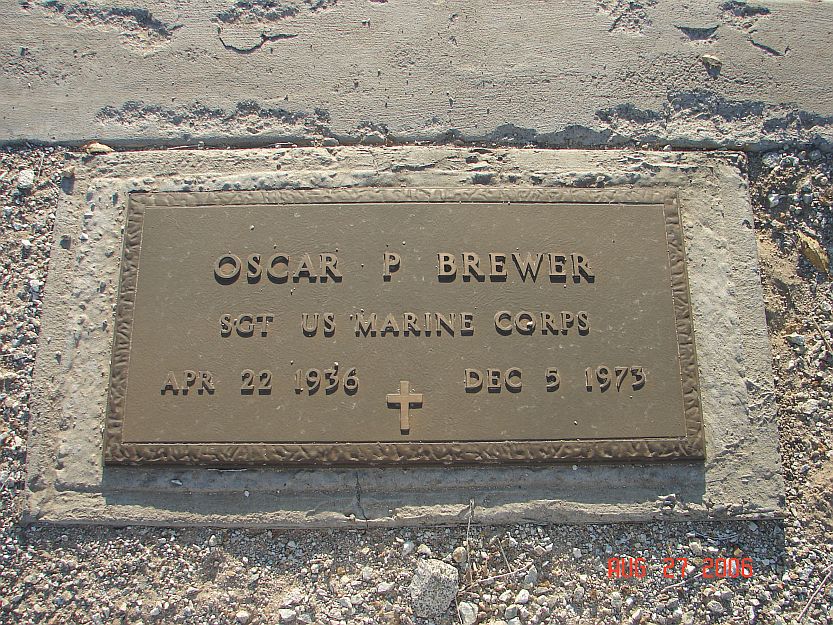 OSCAR P BREWER
SGT US MARINE CORPS
APR 22 1936 DEC 5 1973
AUG 27 2006